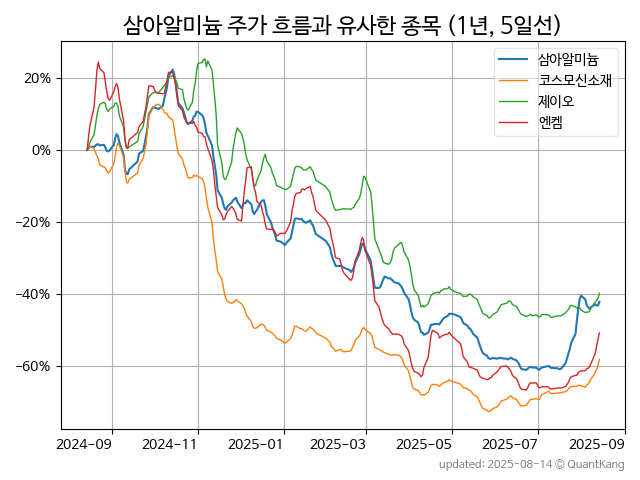 삼아알미늄 주가 흐름과 유사한 종목 (1년, 5일선)
삼아알미늄
코스모신소재
제이오
엔켐
20%
0%
−20%
−40%
−60%
2024-09 2024-11 2025-01 2025-03 2025-05 2025-07 2025-09
updated: 2025-08-14 © QuantKang